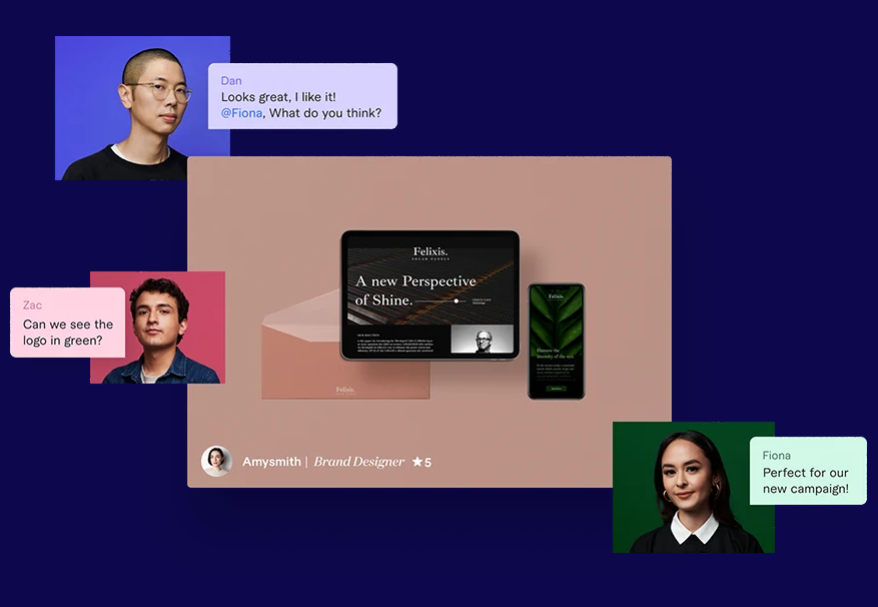 Dan
Looks great, I like it!
@Fiona, What do you think?
Felixis.
A new Perspective
of Shine.
Felixis.
Zac
Can we see the
logo in green?
Felixis.
Amysmith | Brand Designer ★5
Fiona
Perfect for our
new campaign!